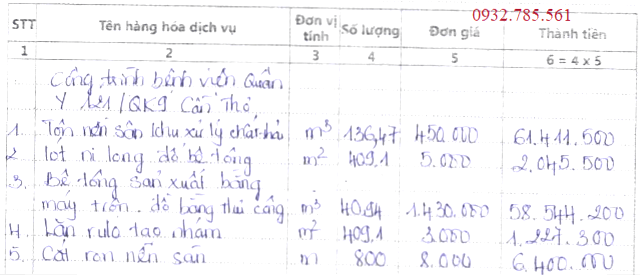 0932.785.561
STT Tên hàng hóa dịch vụ Đơn vị tính Số lượng Đơn giá Thành tiền
1 2 3 4 5 6 = 4 x 5
Công trình bệnh viện Quân
Y 121/QK9 Cần Thơ
1. Tôn nền sân khu xử lý chất thải m³ 136,47 450.000 61.411.500
2 lót ni long đổ bê tông m² 409.1 5.000 2.045.500
3. Bê tông sản xuất bằng
máy trộn. đổ bằng thủ công m³ 40.94 1.430.000 58.544.200
4. Lăn rulo tạo nhám m² 409.1 3.000 1.227.300
5. Cắt ron nền sân m 800 8.000 6.400.000